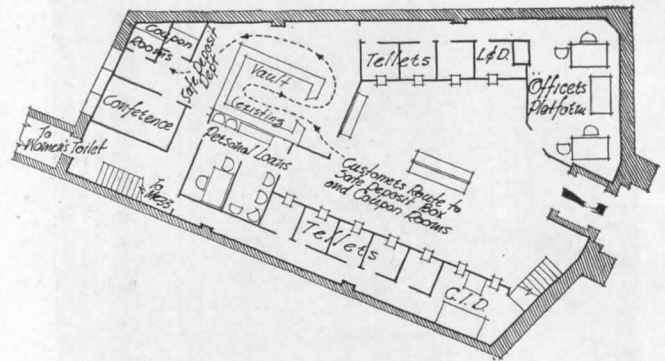 Coupon
Rooms
Safe Deposit
Dept
Conference
To
Women's Toilet
To
Mezz
Vault
(existing)
Personal Loans
Tellers
L&D.
Officers
Platform
Customers Route to
Safe Deposit Box
and Coupon Rooms
Tellers
C.I.D.